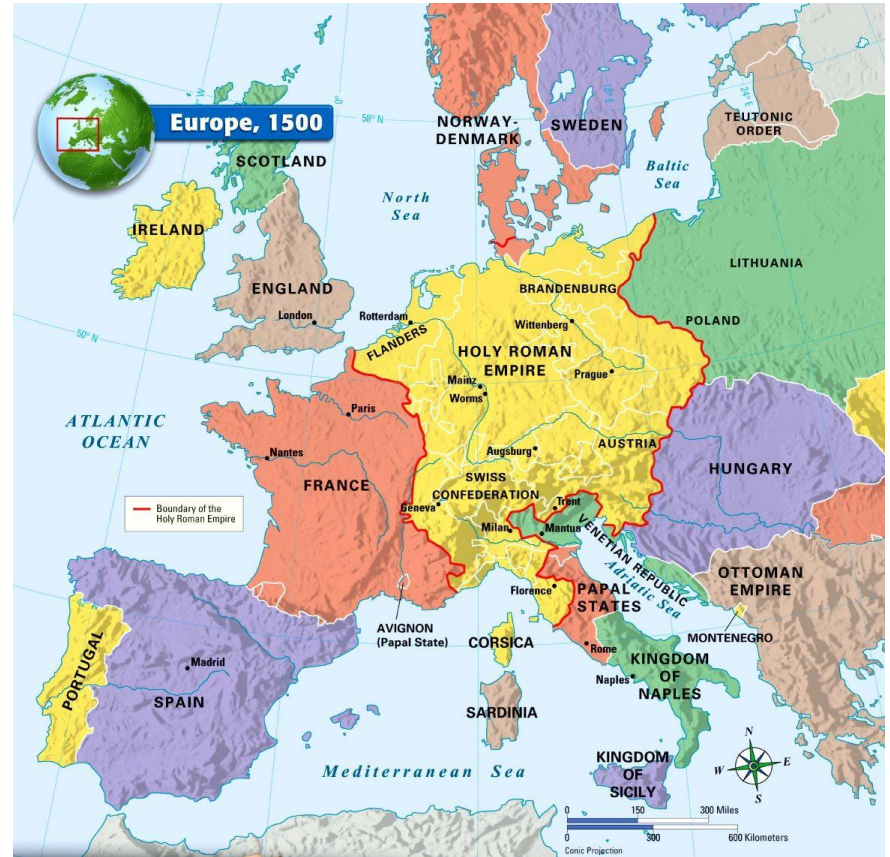 Europe, 1500
8° W
0°
58° N
16° E
24° E
50° N
NORWAY-
DENMARK
SWEDEN
TEUTONIC
ORDER
SCOTLAND
Baltic
Sea
North
Sea
IRELAND
LITHUANIA
ENGLAND
BRANDENBURG
London
Rotterdam
Wittenberg
POLAND
FLANDERS
HOLY ROMAN
EMPIRE
Prague
Mainz
Worms
Paris
ATLANTIC
OCEAN
AUSTRIA
Augsburg
Nantes
HUNGARY
SWISS
CONFEDERATION
FRANCE
Boundary of the
Holy Roman Empire
Geneva
Trent
Milan
Mantua
VENETIAN REPUBLIC
Adriatic Sea
OTTOMAN
EMPIRE
Florence
PAPAL
STATES
AVIGNON
(Papal State)
CORSICA
MONTENEGRO
PORTUGAL
Rome
Madrid
KINGDOM
OF
NAPLES
Naples
SPAIN
SARDINIA
N
W
E
S
KINGDOM
OF
SICILY
Mediterranean Sea
0 150 300 Miles
0 300 600 Kilometers
Conic Projection